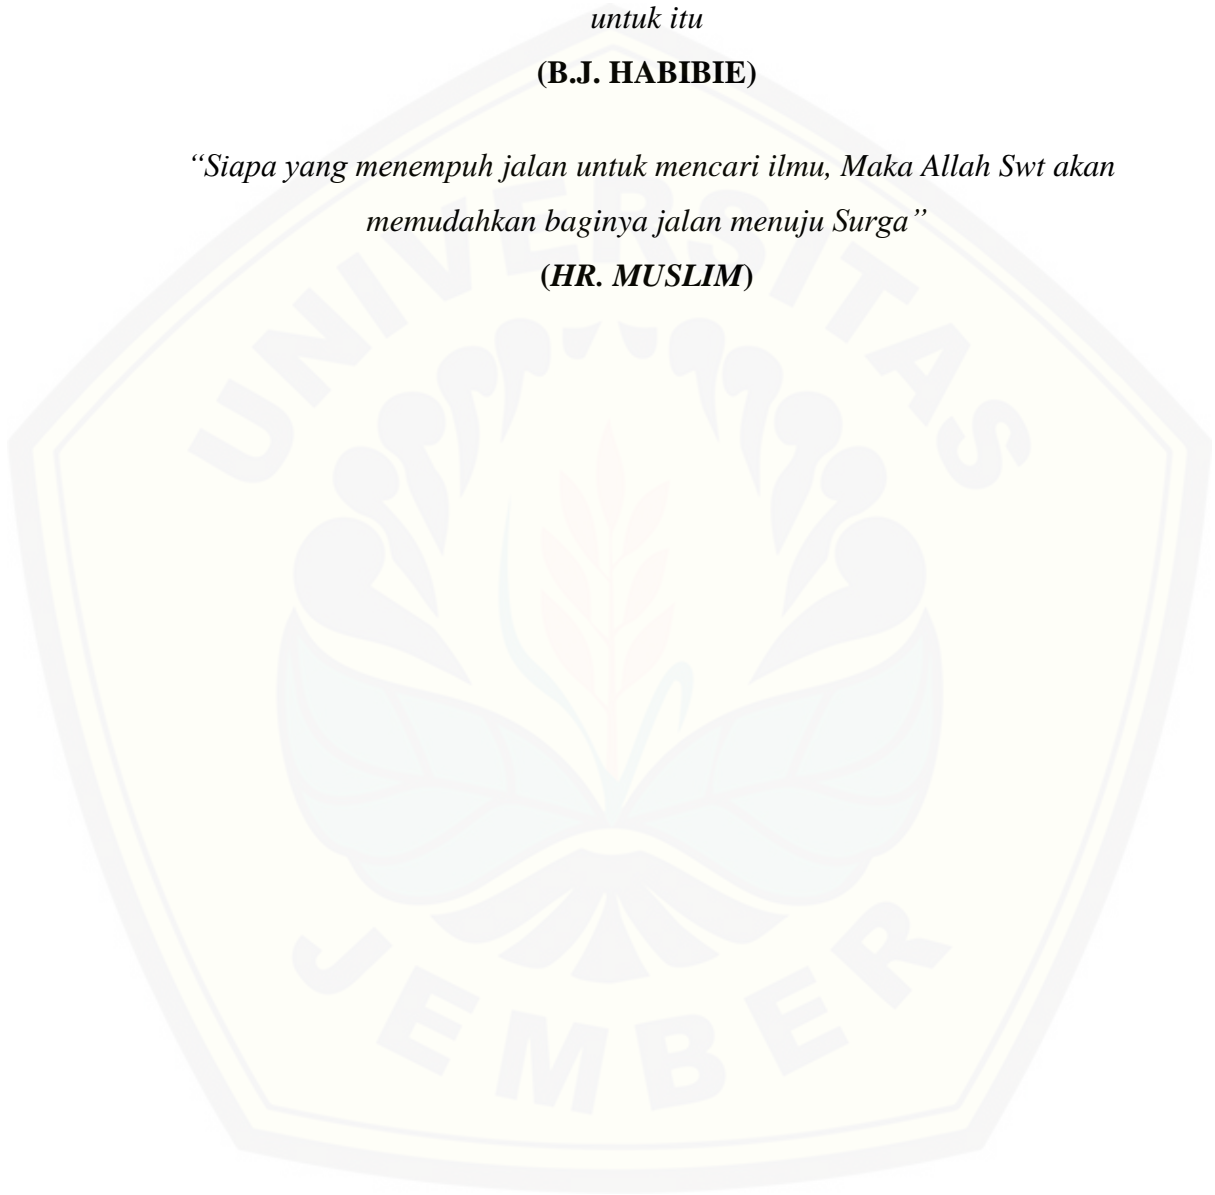 untuk itu
(B.J. HABIBIE)
“Siapa yang menempuh jalan untuk mencari ilmu, Maka Allah Swt akan
memudahkan baginya jalan menuju Surga”
(HR. MUSLIM)
UNIVERSITAS
JEMBER